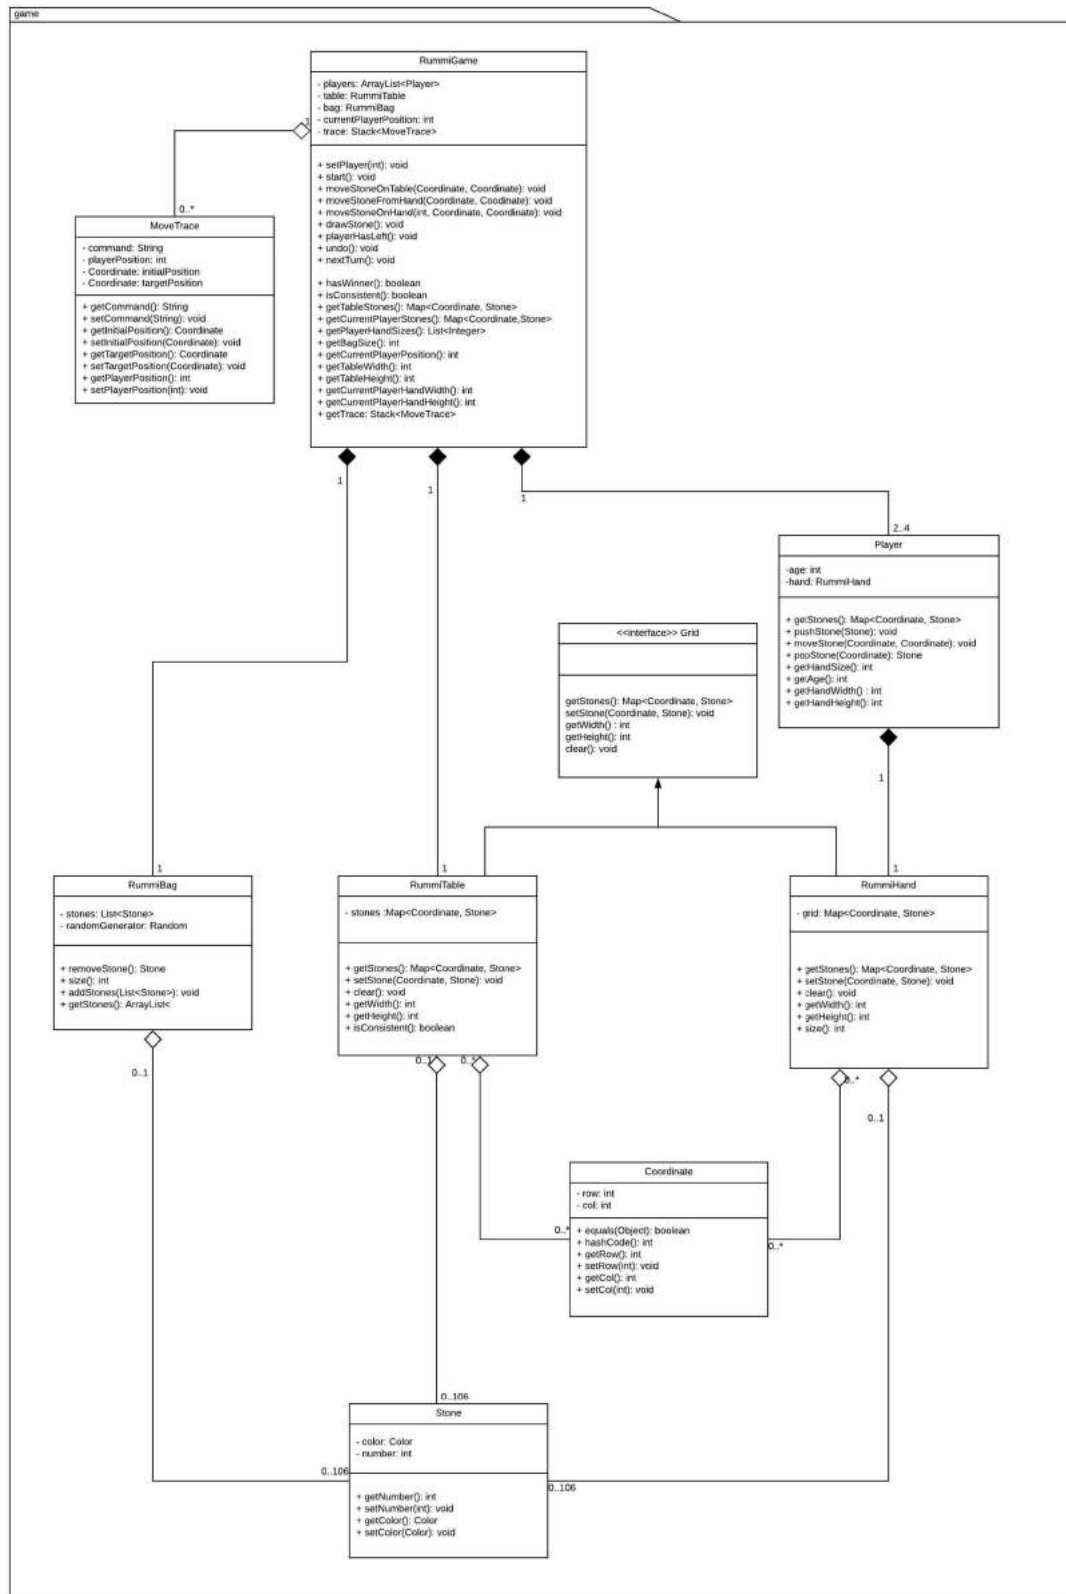 game
RummiGame
- players: ArrayList<Player>
- table: RummiTable
- bag: RummiBag
- currentPlayerPosition: int
- trace: Stack<MoveTrace>
+ setPlayer(int): void
+ start(): void
+ moveStoneOnTable(Coordinate, Coordinate): void
+ moveStoneFromHand(Coordinate, Coodinate): void
+ moveStoneOnHand(int, Coordinate, Coordinate): void
+ drawStone(): void
+ playerHasLeft(): void
+ undo(): void
+ nextTurn(): void
+ hasWinner(): boolean
+ isConsistent(): boolean
+ getTableStones(): Map<Coordinate, Stone>
+ getCurrentPlayerStones(): Map<Coordinate,Stone>
+ getPlayerHandSizes(): List<Integer>
+ getBagSize(): int
+ getCurrentPlayerPosition(): int
+ getTableWidth(): int
+ getTableHeight(): int
+ getCurrentPlayerHandWidth(): int
+ getCurrentPlayerHandHeight(): int
+ getTrace: Stack<MoveTrace>
0..*
MoveTrace
- command: String
- playerPosition: int
- Coordinate: initialPosition
- Coordinate: targetPosition
+ getCommand(): String
+ setCommand(String): void
+ getInitialPosition(): Coordinate
+ setInitialPosition(Coordinate): void
+ getTargetPosition(): Coordinate
+ setTargetPosition(Coordinate): void
+ getPlayerPosition(): int
+ setPlayerPosition(int): void
1
1
1
2..4
Player
-age: int
-hand: RummiHand
+ getStones(): Map<Coordinate, Stone>
+ pushStone(Stone): void
+ moveStone(Coordinate, Coordinate): void
+ popStone(Coordinate): Stone
+ getHandSize(): int
+ getAge(): int
+ getHandWidth() : int
+ getHandHeight(): int
<<interface>> Grid
getStones(): Map<Coordinate, Stone>
setStone(Coordinate, Stone): void
getWidth() : int
getHeight(): int
clear(): void
1
1
1
1
RummiBag
- stones: List<Stone>
- randomGenerator: Random
+ removeStone(): Stone
+ size(): int
+ addStones(List<Stone>): void
+ getStones(): ArrayList<
RummiTable
- stones :Map<Coordinate, Stone>
+ getStones(): Map<Coordinate, Stone>
+ setStone(Coordinate, Stone): void
+ clear(): void
+ getWidth(): int
+ getHeight(): int
+ isConsistent(): boolean
RummiHand
- grid: Map<Coordinate, Stone>
+ getStones(): Map<Coordinate, Stone>
+ setStone(Coordinate, Stone): void
+ clear(): void
+ getWidth(): int
+ getHeight(): int
+ size(): int
0..1
0..1
0..*
0..*
0..1
Coordinate
- row: int
- col: int
+ equals(Object): boolean
+ hashCode(): int
+ getRow(): int
+ setRow(int): void
+ getCol(): int
+ setCol(int): void
0..*
0..*
0..106
Stone
- color: Color
- number: int
+ getNumber(): int
+ setNumber(int): void
+ getColor(): Color
+ setColor(Color): void
0..106
0..106